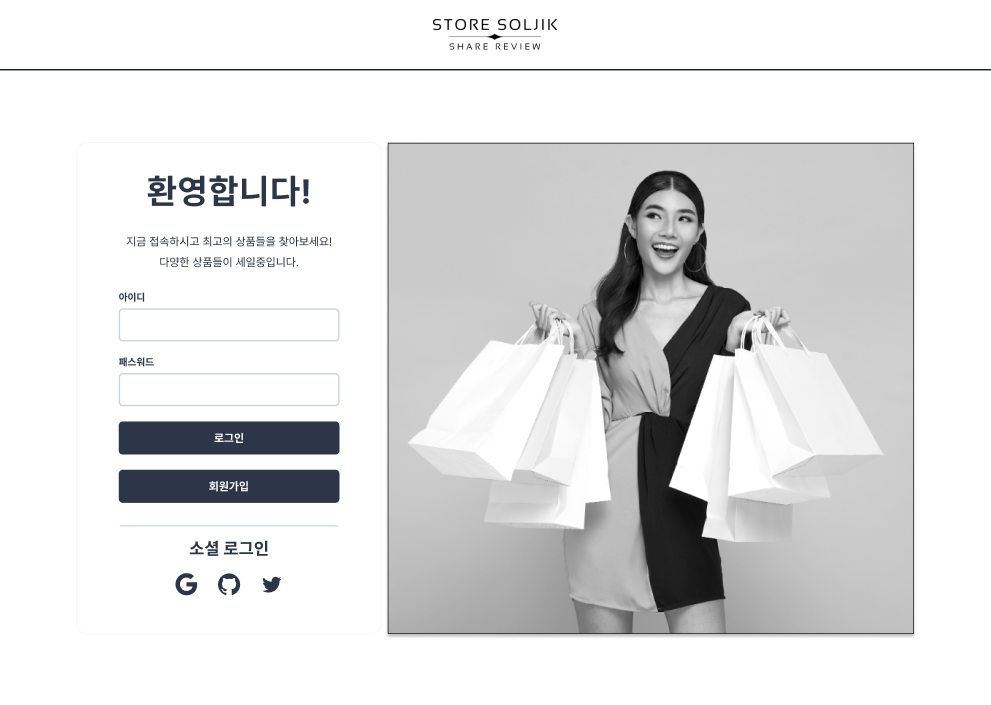 STORE SOLJIK
SHARE REVIEW
환영합니다!
지금 접속하시고 최고의 상품들을 찾아보세요!
다양한 상품들이 세일중입니다.
아이디
패스워드
로그인
회원가입
소셜 로그인